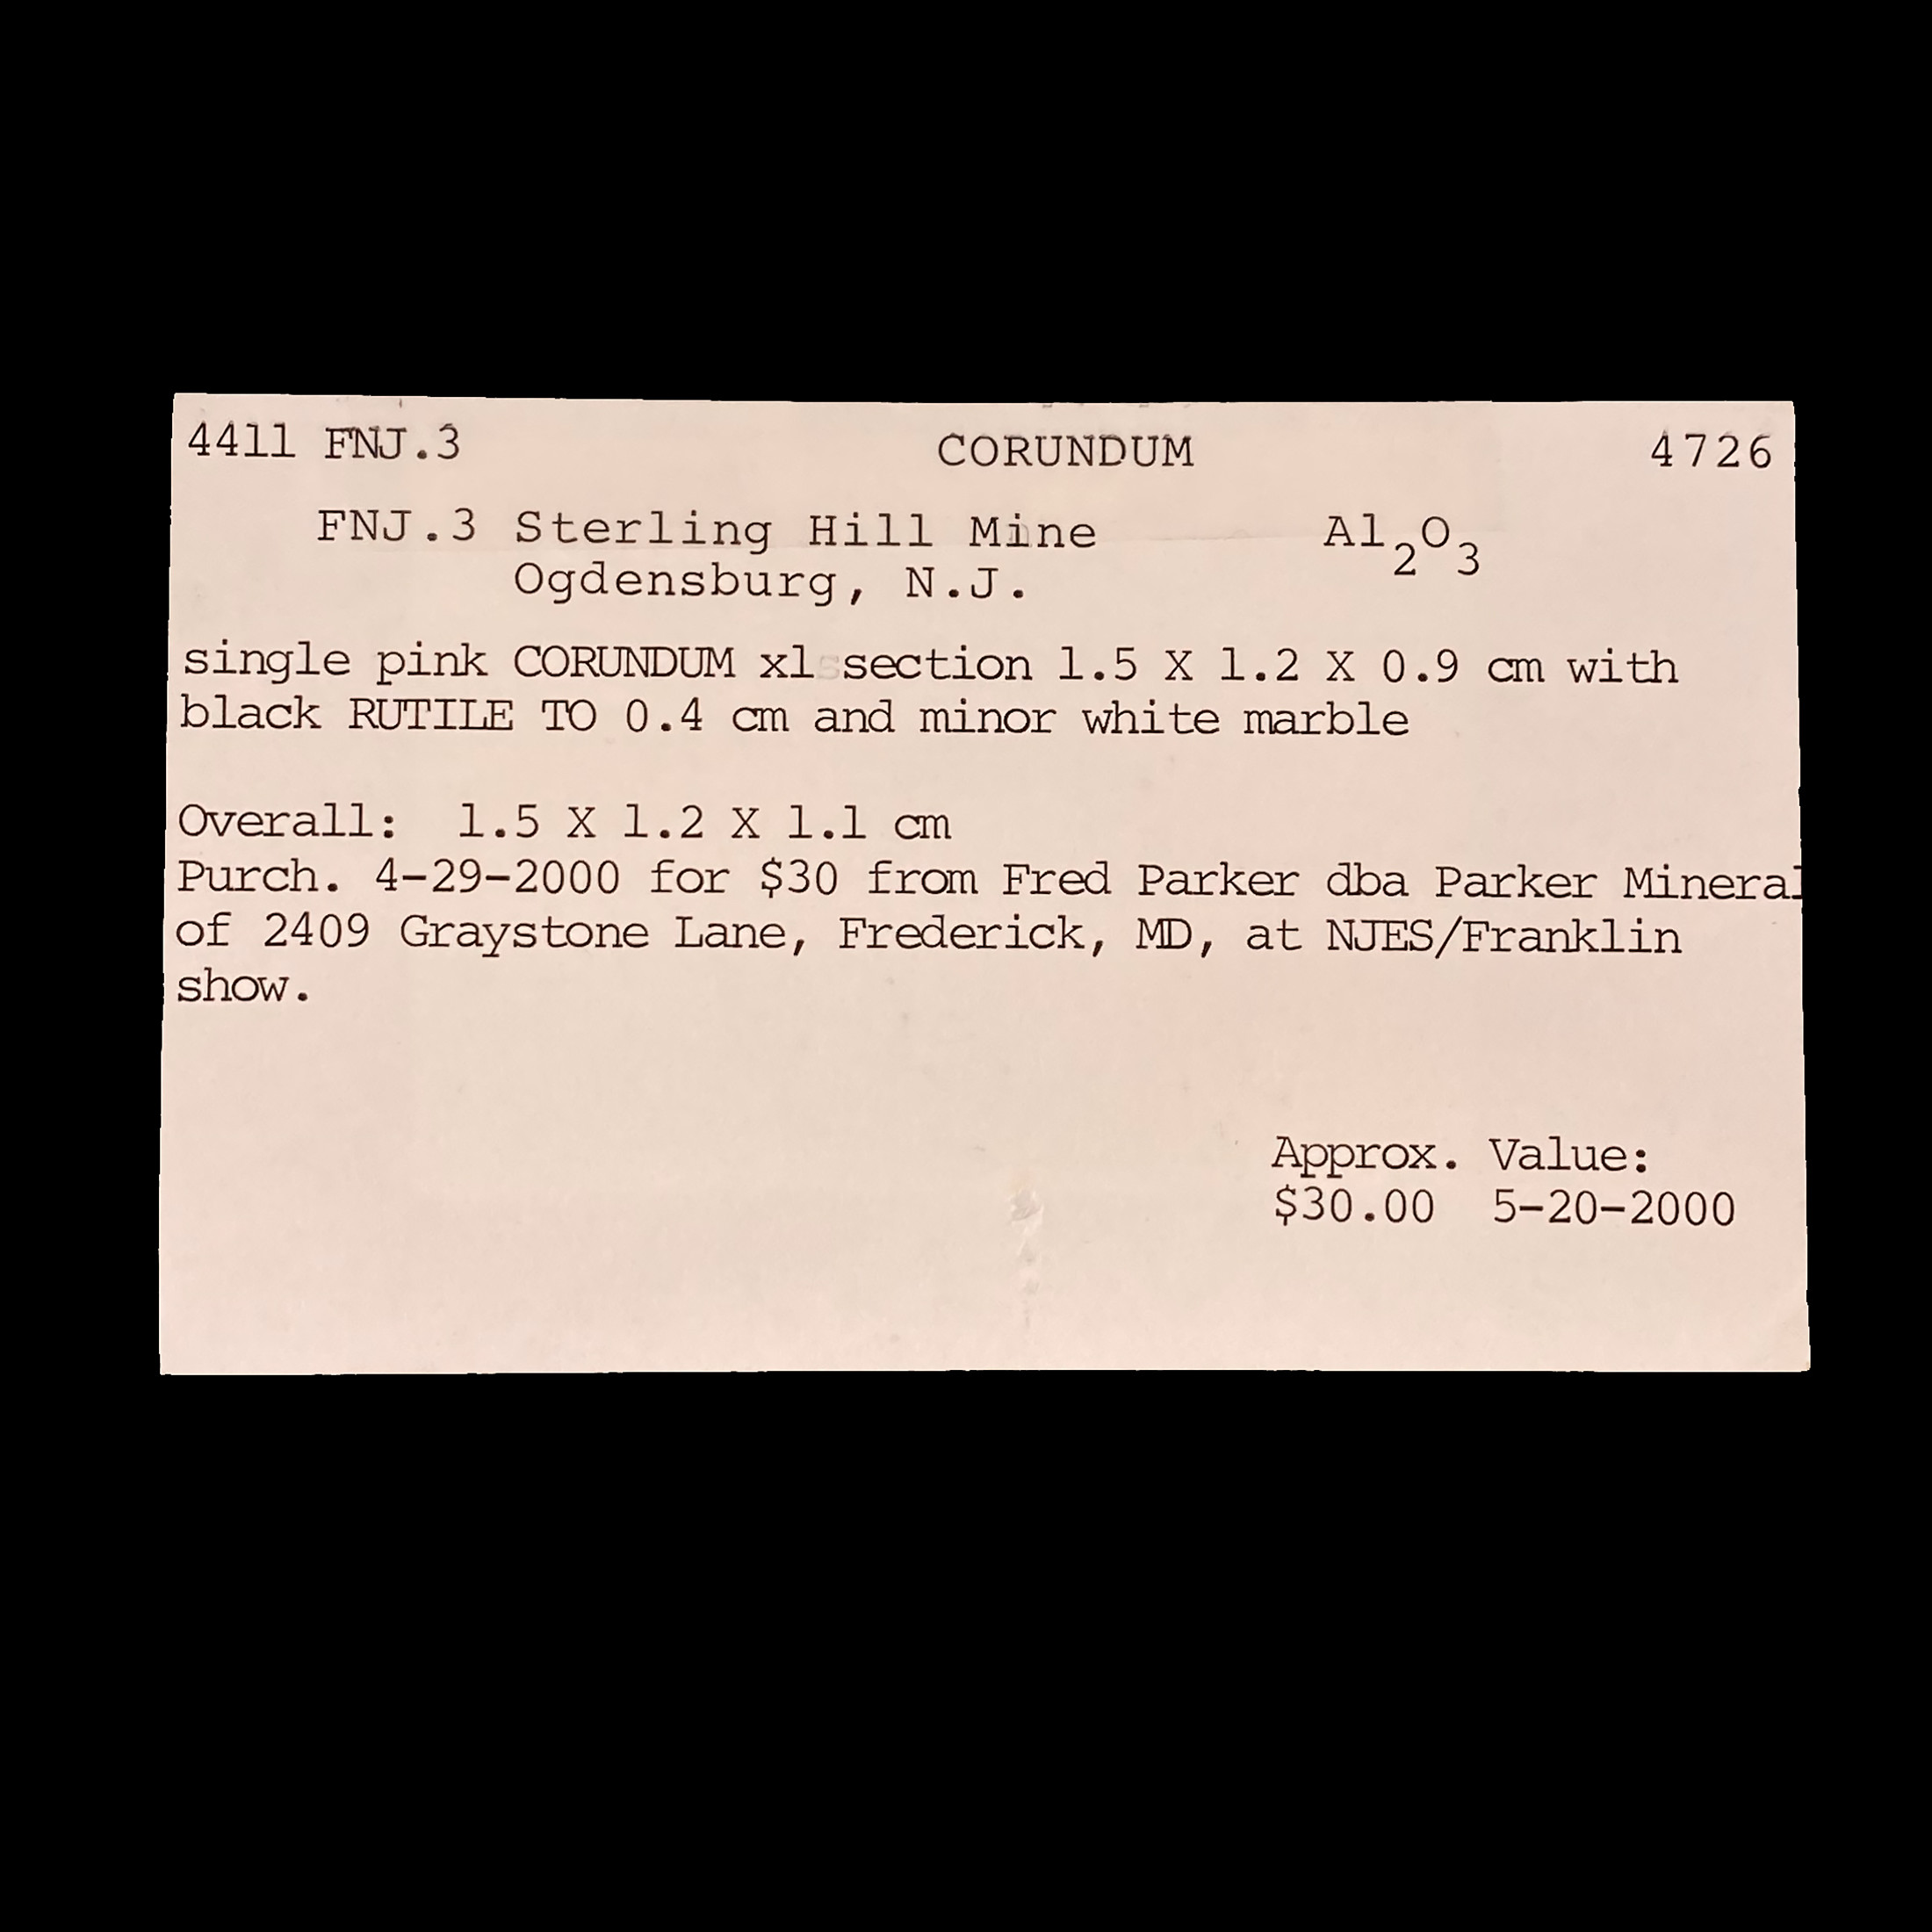 4411 FNJ.3 CORUNDUM 4726
FNJ.3 Sterling Hill Mine Al₂O₃
Ogdensburg, N.J.
single pink CORUNDUM xl section 1.5 X 1.2 X 0.9 cm with
black RUTILE TO 0.4 cm and minor white marble
Overall: 1.5 X 1.2 X 1.1 cm
Purch. 4-29-2000 for $30 from Fred Parker dba Parker Mineral
of 2409 Graystone Lane, Frederick, MD, at NJES/Franklin
show.
Approx. Value:
$30.00 5-20-2000